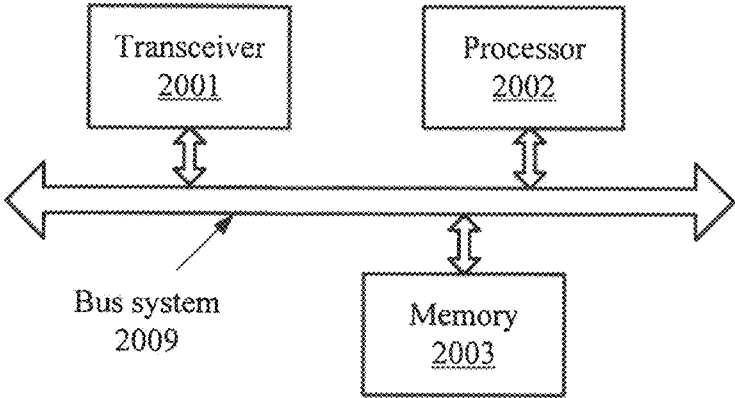 Transceiver
2001
Processor
2002
Bus system
2009
Memory
2003